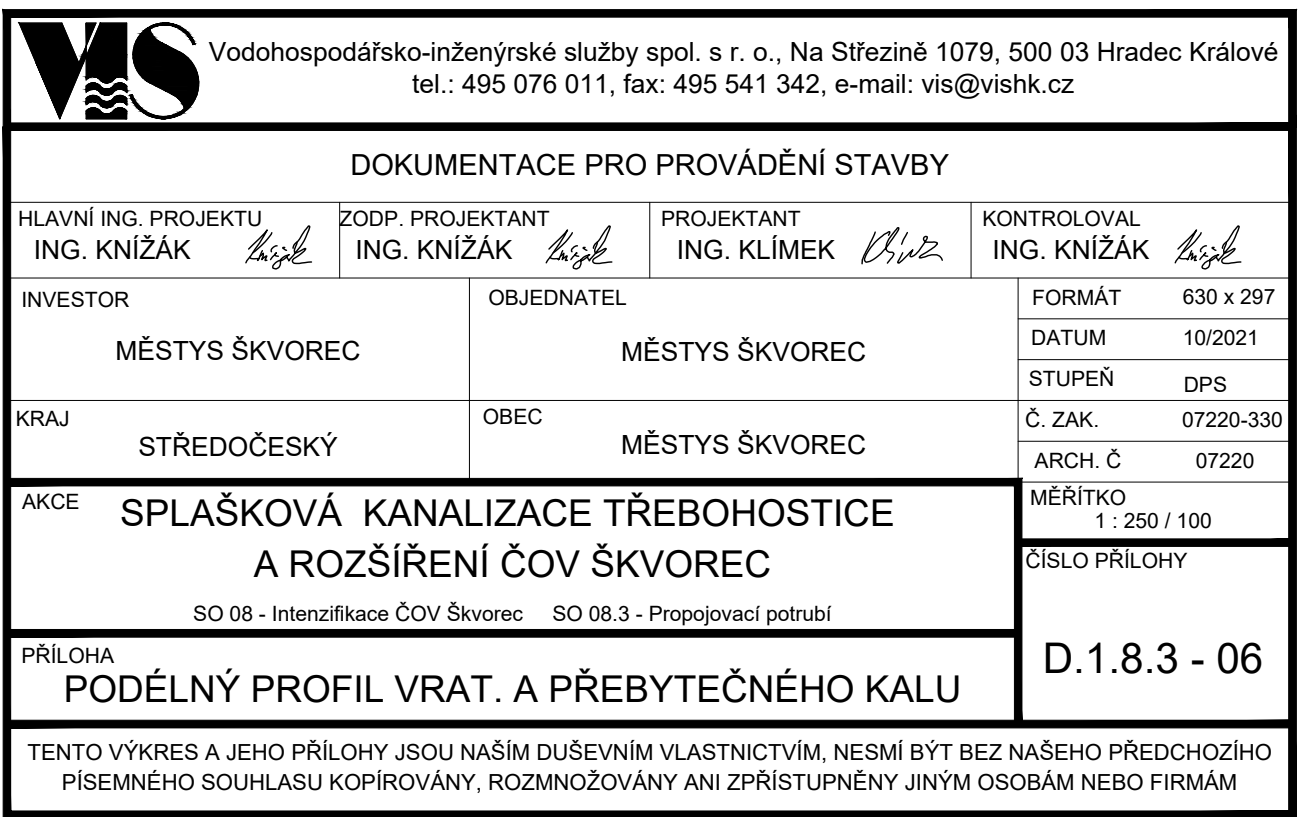 VIS
Vodohospodářsko-inženýrské služby spol. s r. o., Na Střezině 1079, 500 03 Hradec Králové
tel.: 495 076 011, fax: 495 541 342, e-mail: vis@vishk.cz
DOKUMENTACE PRO PROVÁDĚNÍ STAVBY
HLAVNÍ ING. PROJEKTU
ING. KNÍŽÁK Knížák
ZODP. PROJEKTANT
ING. KNÍŽÁK Knížák
PROJEKTANT
ING. KLÍMEK
KONTROLOVAL
ING. KNÍŽÁK Knížák
INVESTOR
MĚSTYS ŠKVOREC
OBJEDNATEL
MĚSTYS ŠKVOREC
FORMÁT 630 x 297
DATUM 10/2021
STUPEŇ DPS
KRAJ
STŘEDOČESKÝ
OBEC
MĚSTYS ŠKVOREC
Č. ZAK. 07220-330
ARCH. Č 07220
AKCE
SPLAŠKOVÁ KANALIZACE TŘEBOHOSTICE
A ROZŠÍŘENÍ ČOV ŠKVOREC
SO 08 - Intenzifikace ČOV Škvorec SO 08.3 - Propojovací potrubí
MĚŘÍTKO
1 : 250 / 100
ČÍSLO PŘÍLOHY
D.1.8.3 - 06
PŘÍLOHA
PODÉLNÝ PROFIL VRAT. A PŘEBYTEČNÉHO KALU
TENTO VÝKRES A JEHO PŘÍLOHY JSOU NAŠÍM DUŠEVNÍM VLASTNICTVÍM, NESMÍ BÝT BEZ NAŠEHO PŘEDCHOZÍHO
PÍSEMNÉHO SOUHLASU KOPÍROVÁNY, ROZMNOŽOVÁNY ANI ZPŘÍSTUPNĚNY JINÝM OSOBÁM NEBO FIRMÁM